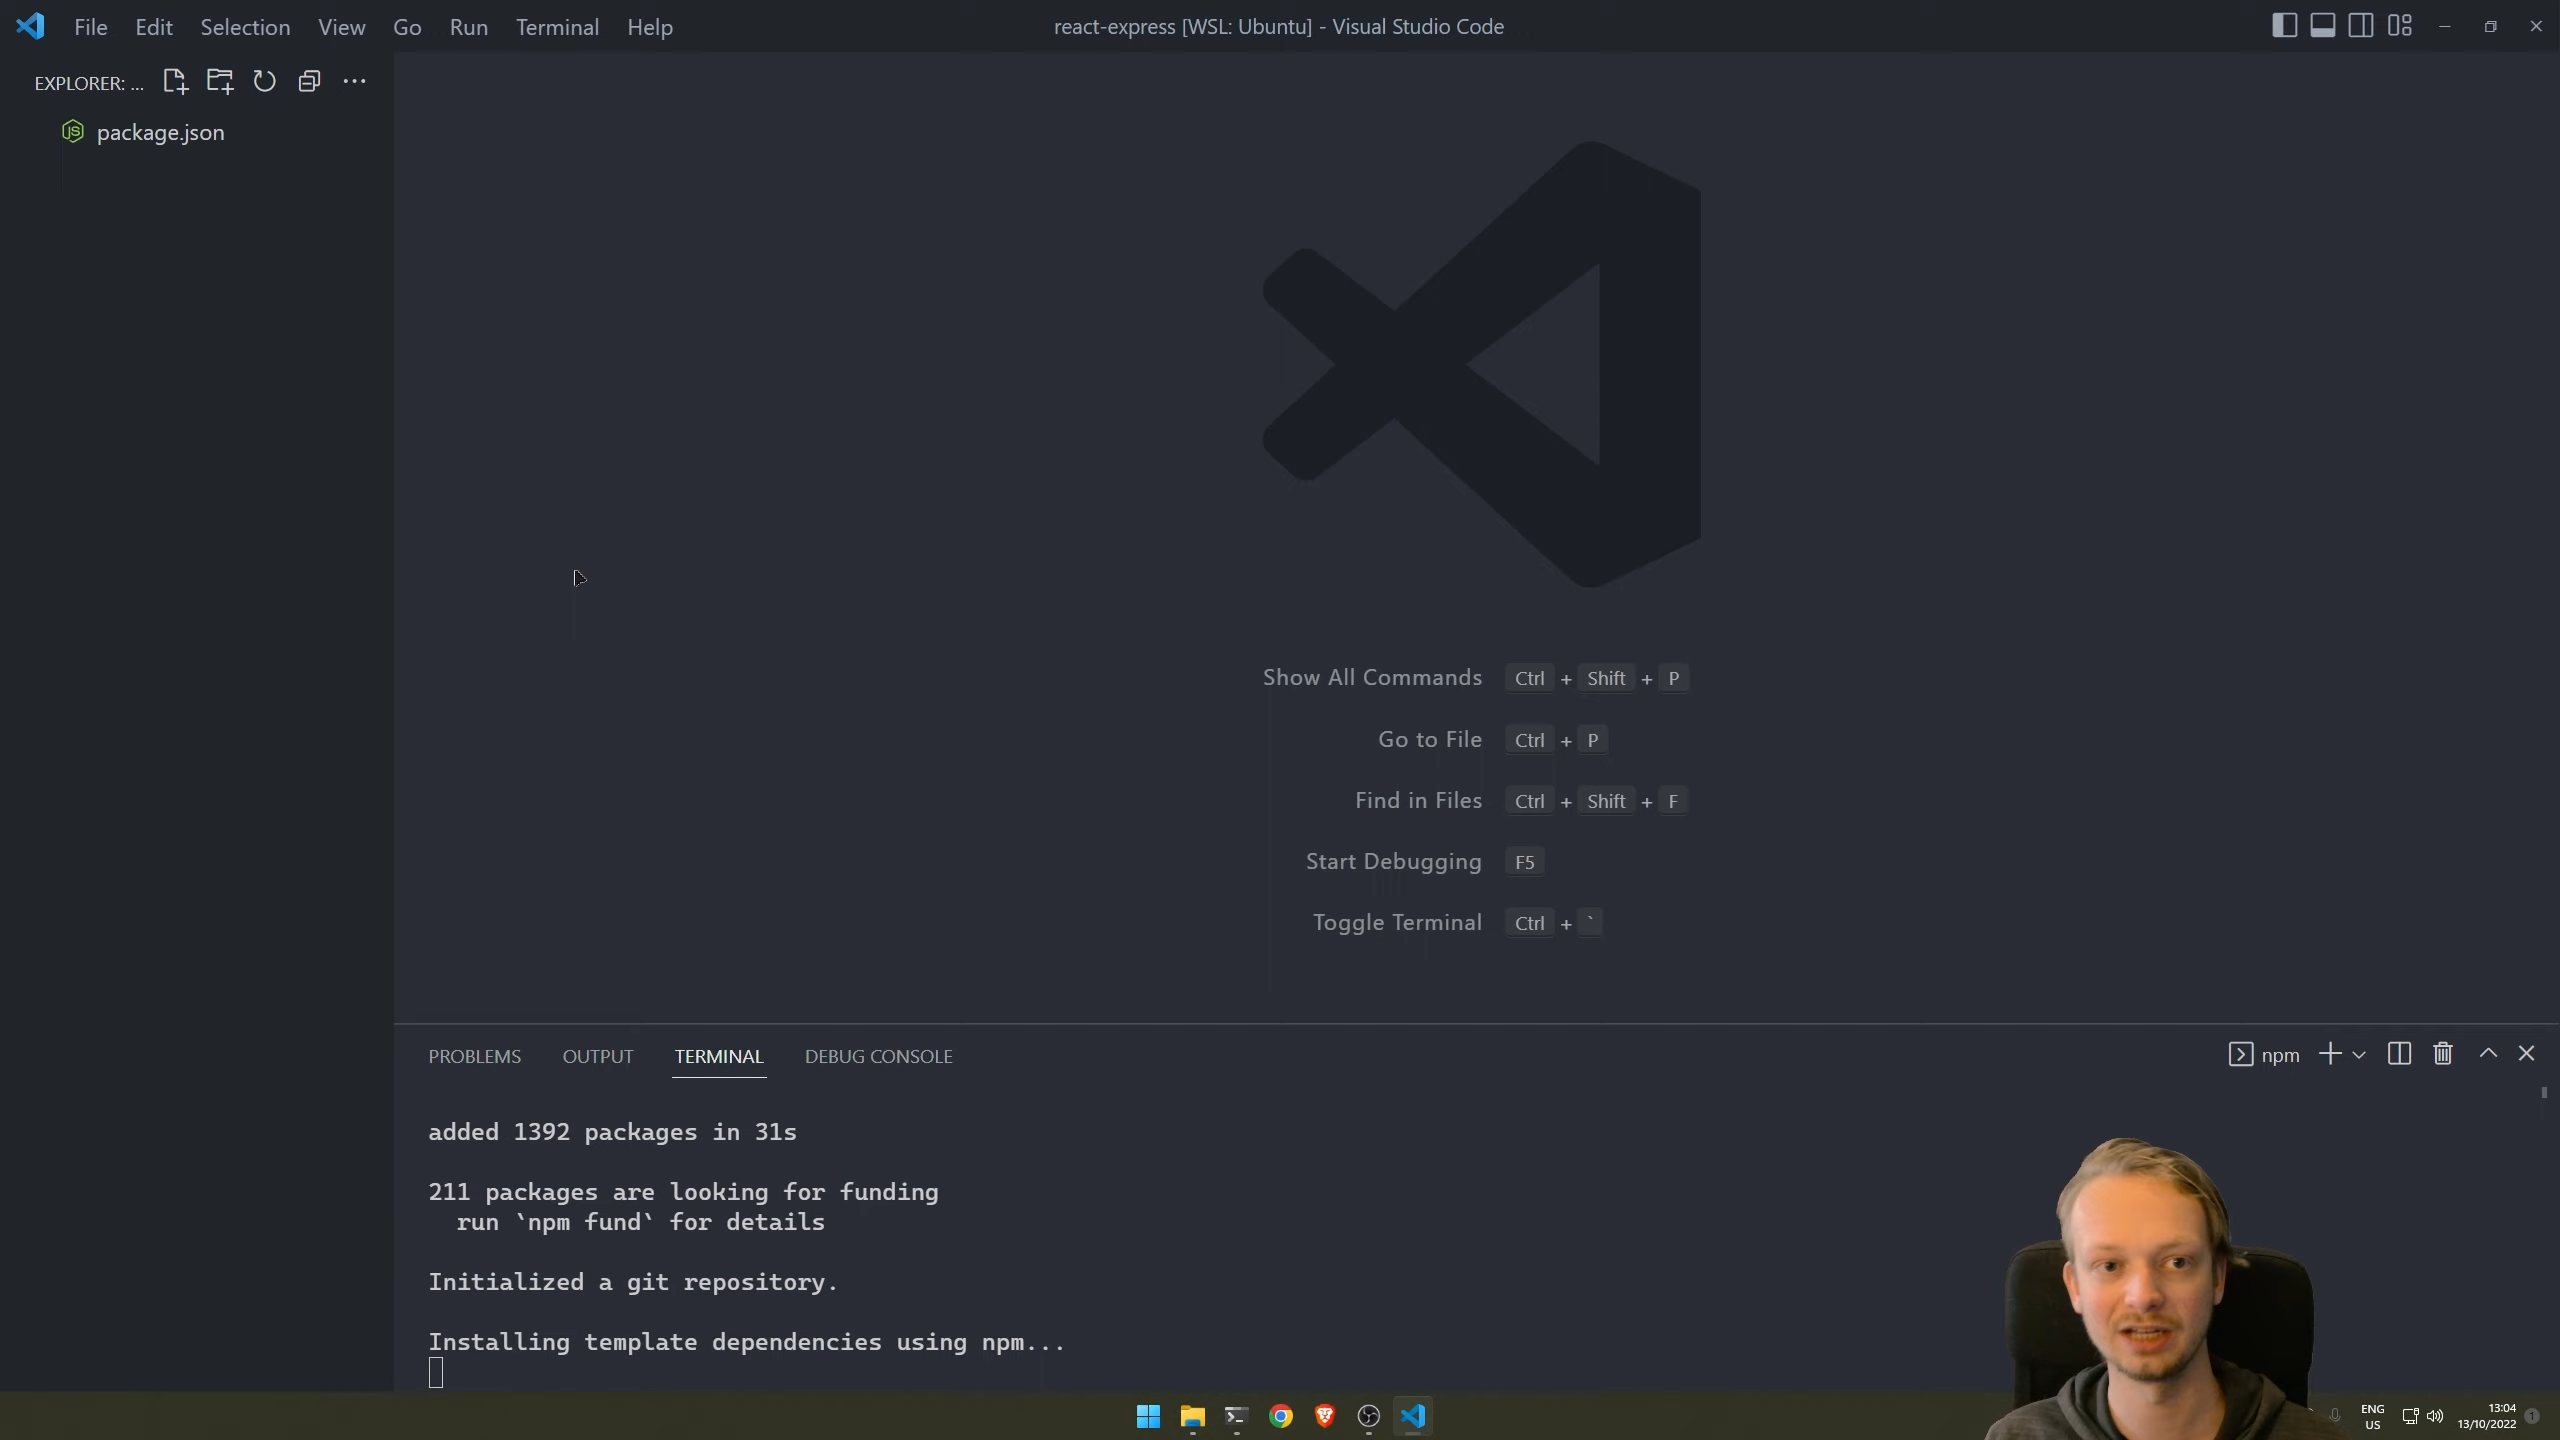 File Edit Selection View Go Run Terminal Help
react-express [WSL: Ubuntu] - Visual Studio Code
EXPLORER: ...
package.json
Show All Commands Ctrl + Shift + P
Go to File Ctrl + P
Find in Files Ctrl + Shift + F
Start Debugging F5
Toggle Terminal Ctrl + `
PROBLEMS OUTPUT TERMINAL DEBUG CONSOLE
npm
added 1392 packages in 31s
211 packages are looking for funding
run `npm fund` for details
Initialized a git repository.
Installing template dependencies using npm...
ENG
US
13:04
13/10/2022
1